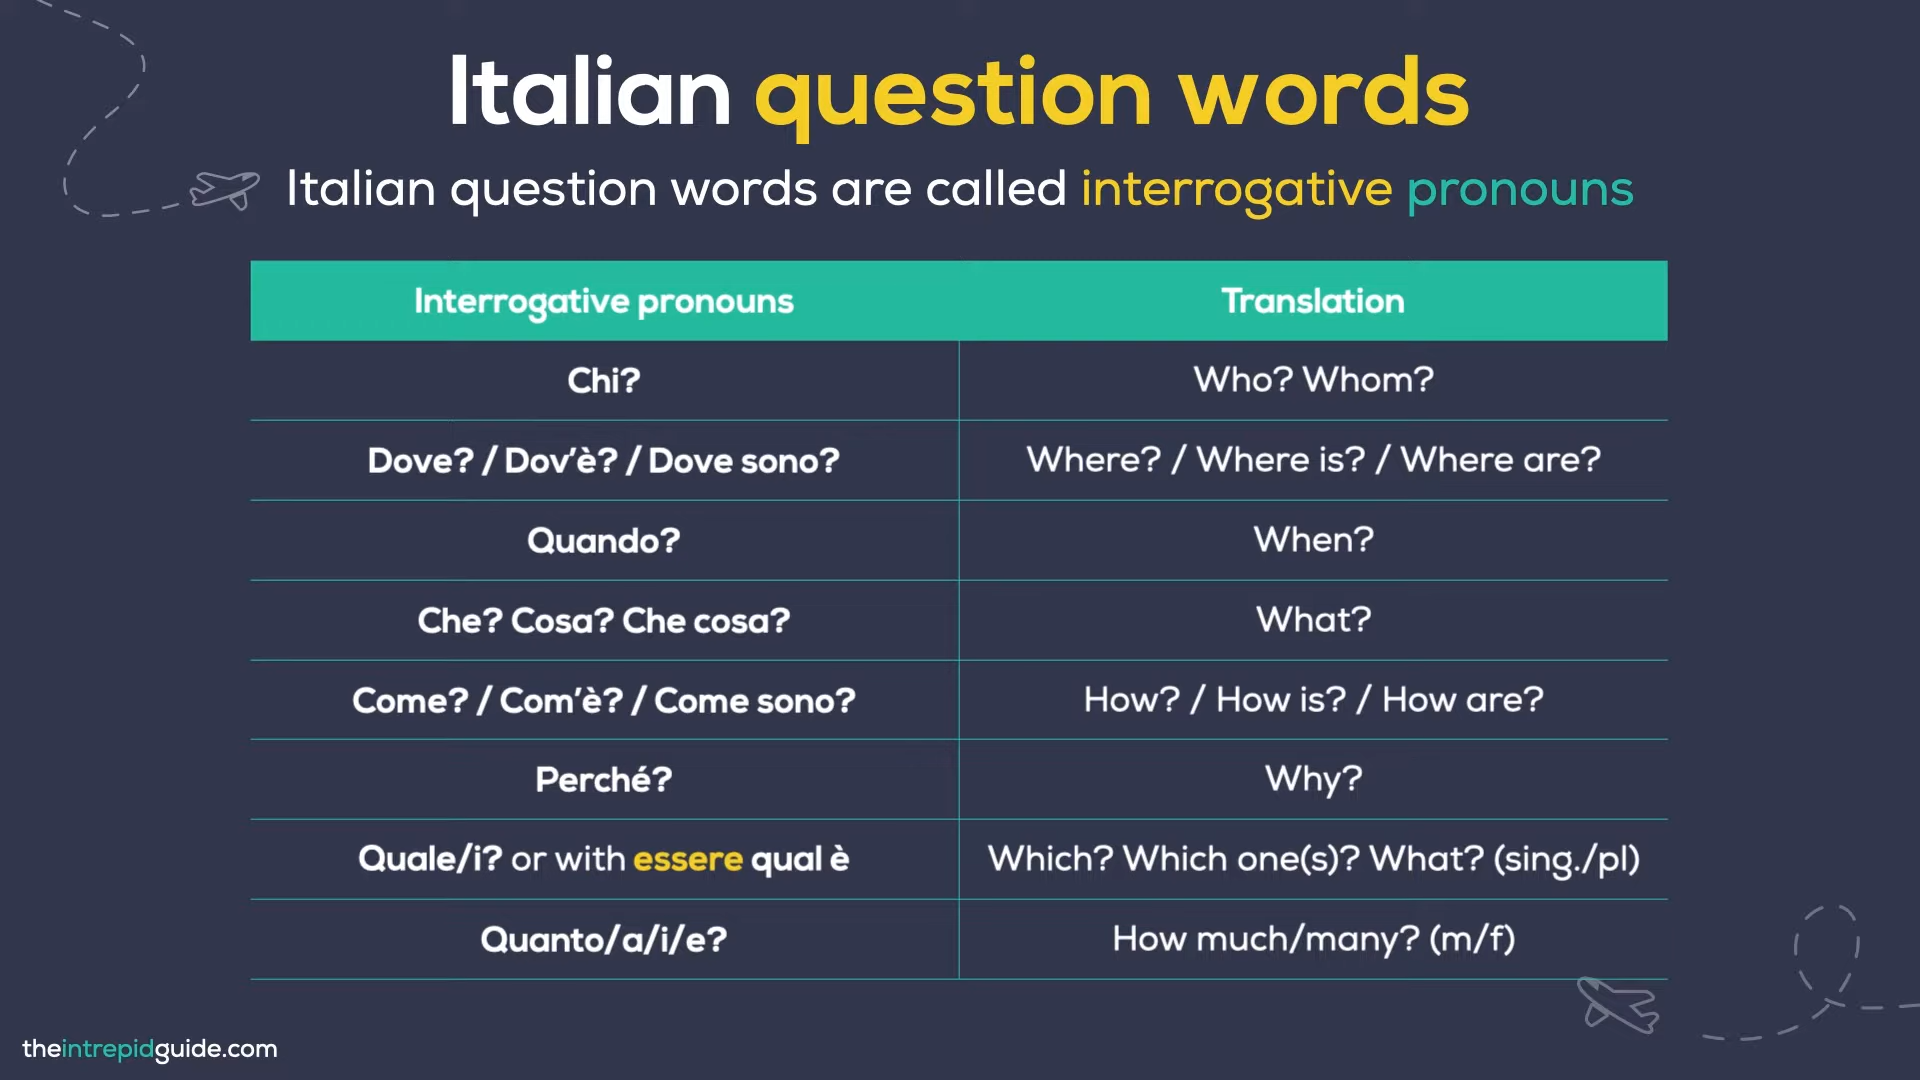 Italian question words
Italian question words are called interrogative pronouns
Interrogative pronouns Translation
Chi? Who? Whom?
Dove? / Dov’è? / Dove sono? Where? / Where is? / Where are?
Quando? When?
Che? Cosa? Che cosa? What?
Come? / Com’è? / Come sono? How? / How is? / How are?
Perché? Why?
Quale/i? or with essere qual è Which? Which one(s)? What? (sing./pl)
Quanto/a/i/e? How much/many? (m/f)
theintrepidguide.com